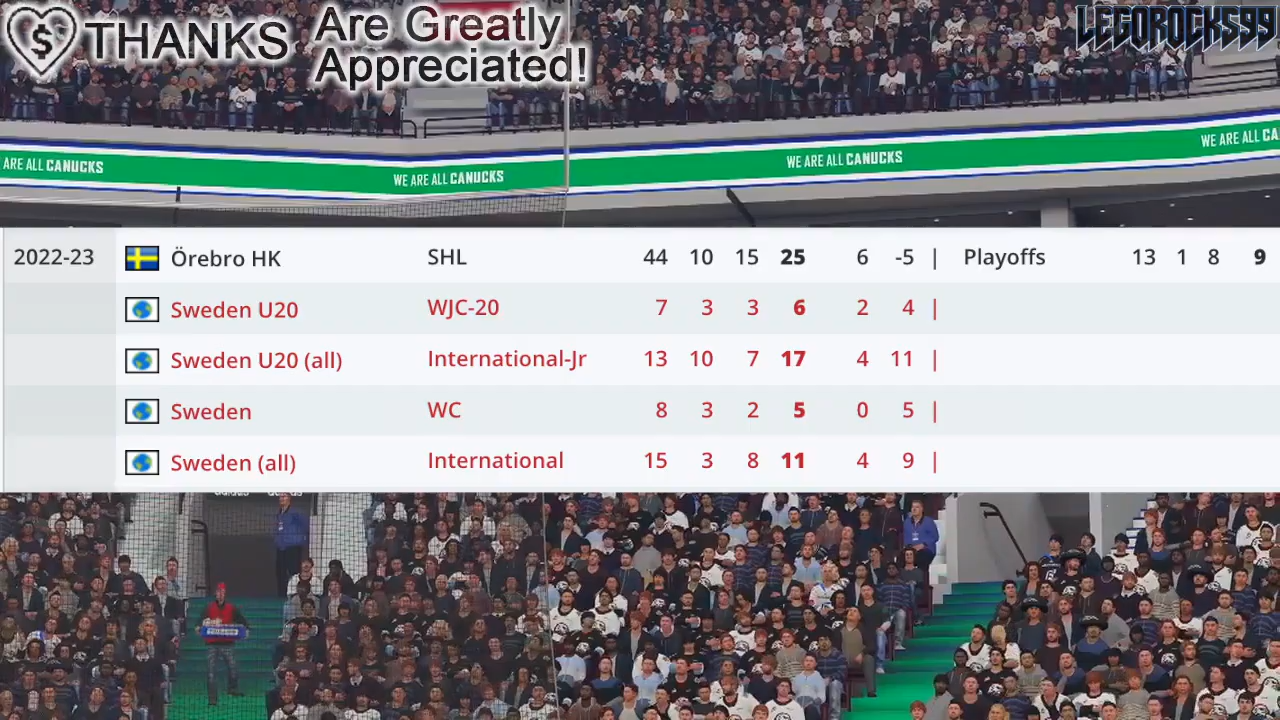 $ THANKS Are Greatly
Appreciated!
LEGOROCKS99
ARE ALL CANUCKS
WE ARE ALL CANUCKS
WE ARE ALL CANUCKS
WE ARE ALL CA
2022-23 Örebro HK SHL 44 10 15 25 6 -5 | Playoffs 13 1 8 9
Sweden U20 WJC-20 7 3 3 6 2 4 |
Sweden U20 (all) International-Jr 13 10 7 17 4 11 |
Sweden WC 8 3 2 5 0 5 |
Sweden (all) International 15 3 8 11 4 9 |